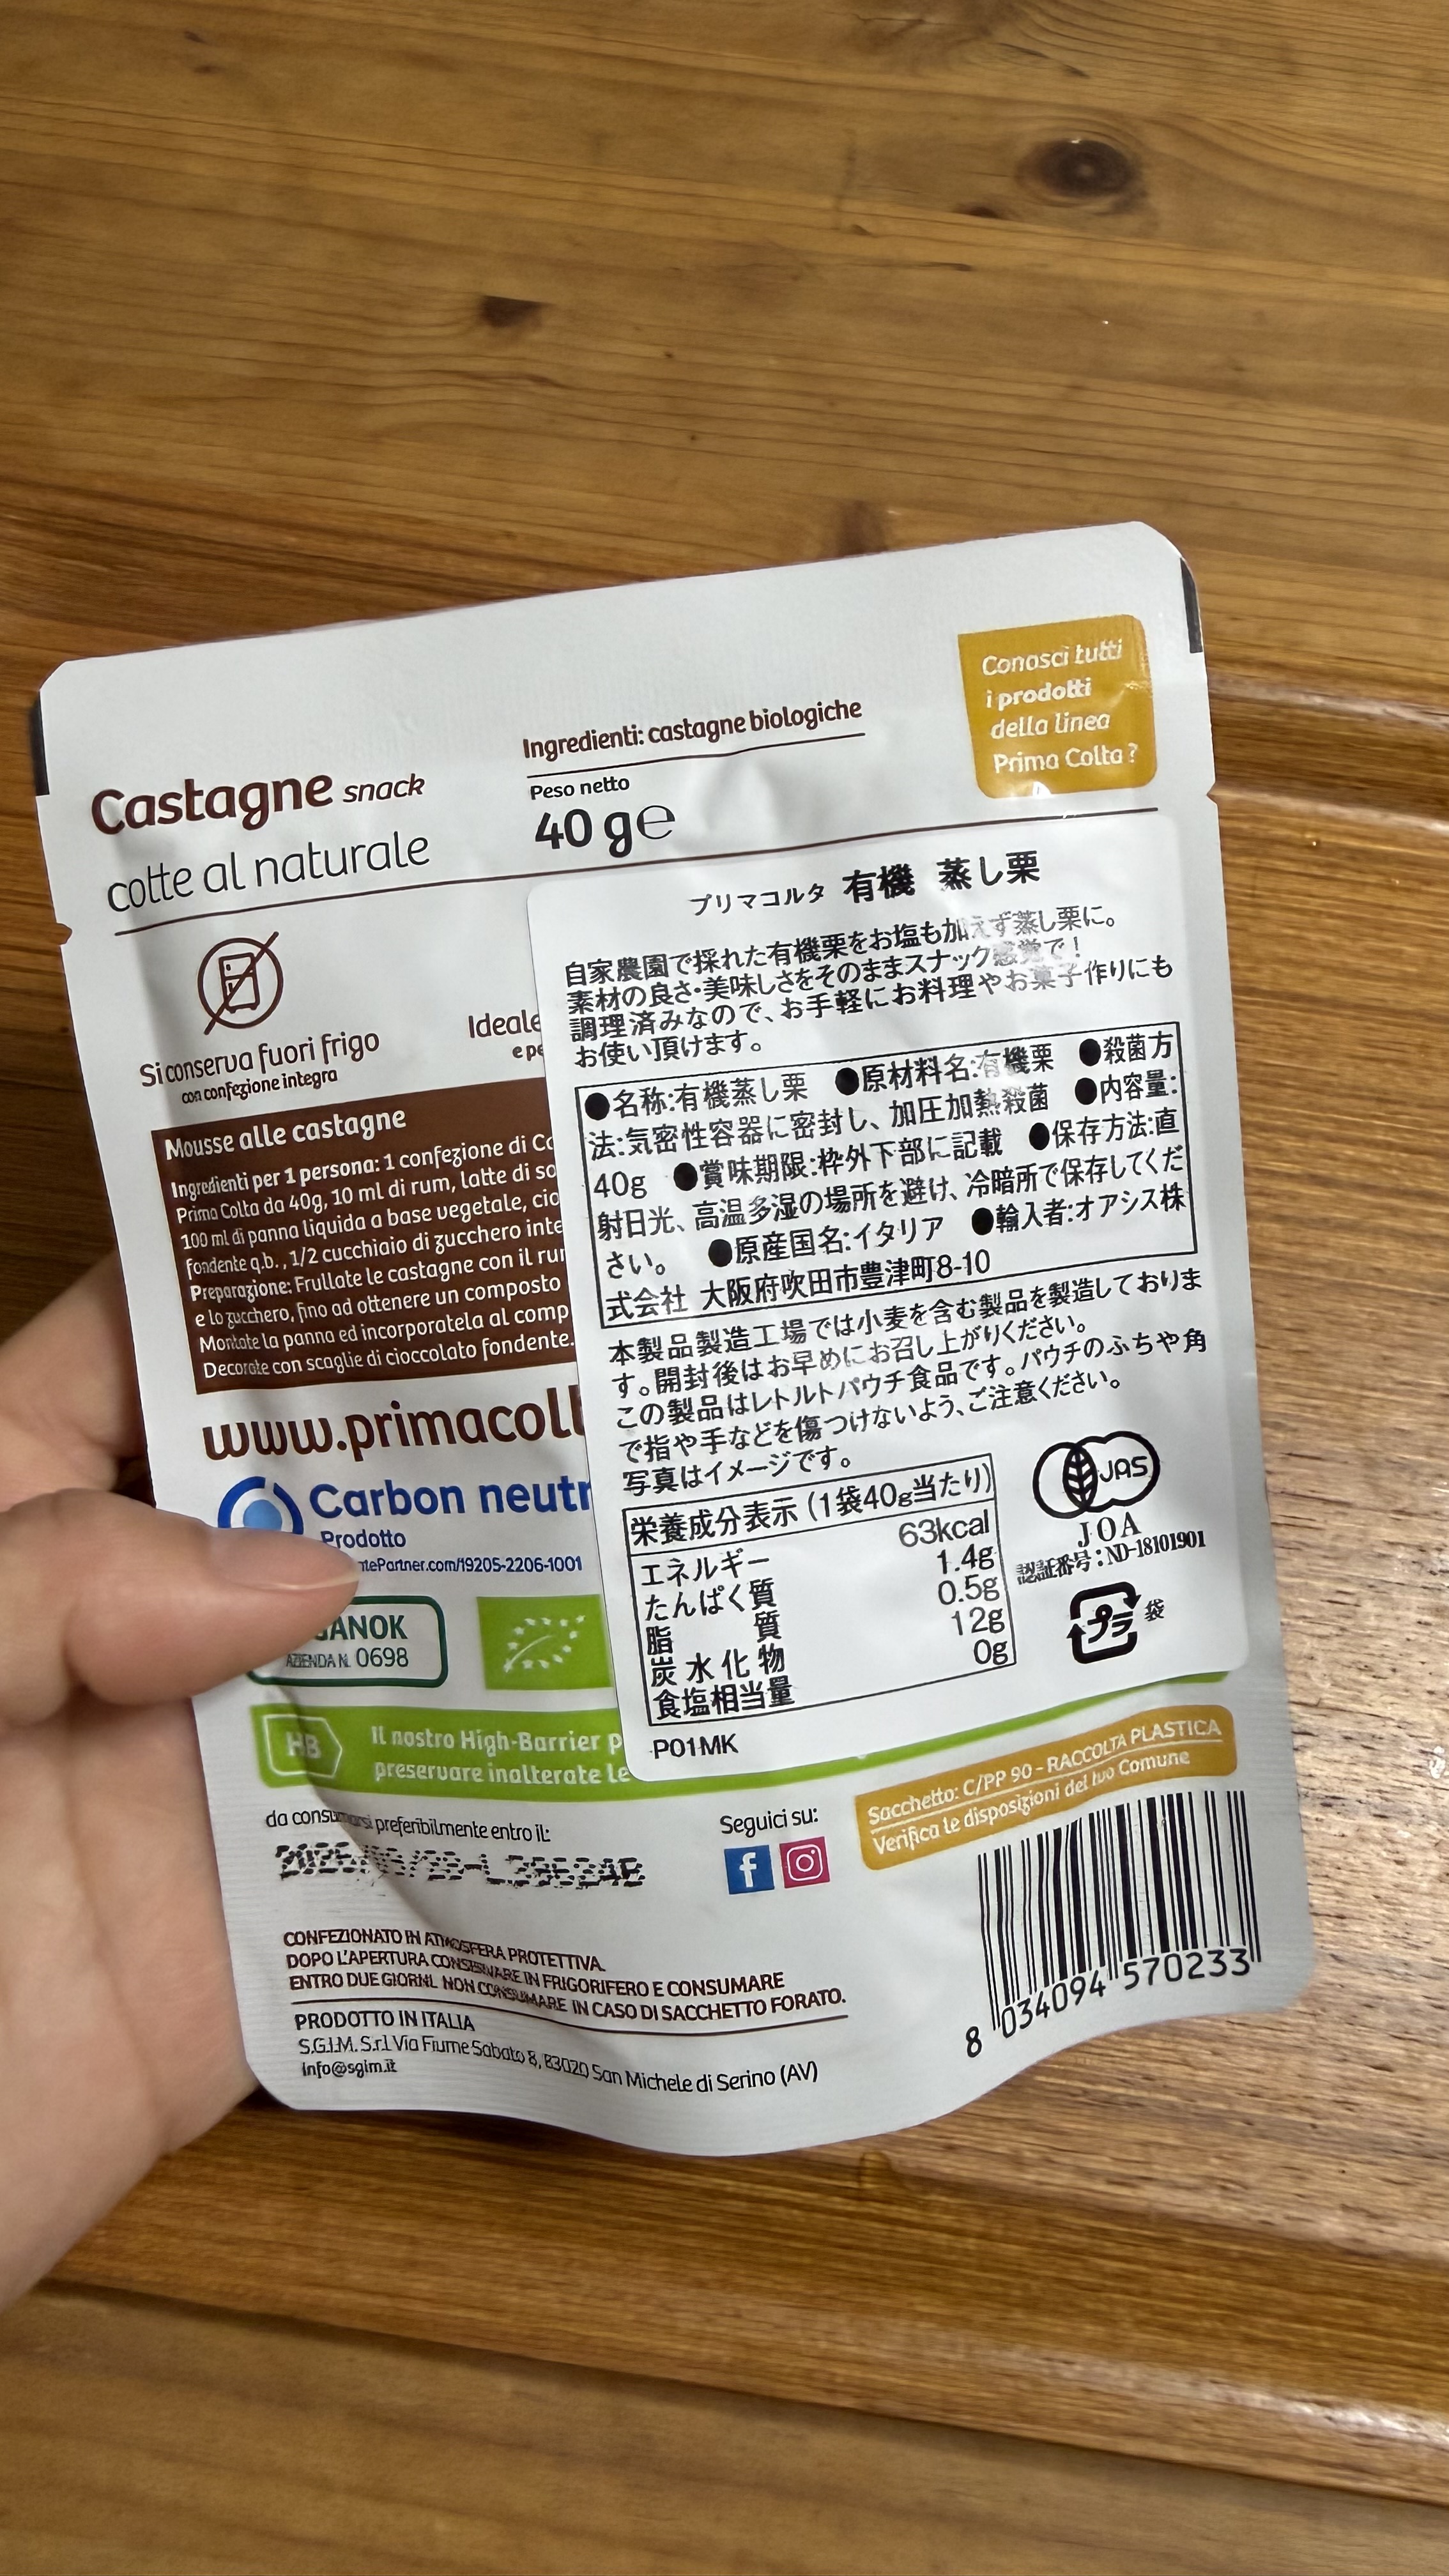 Conosci tutti
i prodotti
della linea
Prima Colta?
Castagne snack
cotte al naturale
Ingredienti: castagne biologiche
Peso netto
40 g℮
Si conserva fuori frigo
con confezione integra
Ideale
e pe
Mousse alle castagne
Ingredienti per 1 persona: 1 confezione di Ca
Prima Colta da 40g, 10 ml di rum, latte di so
100 ml di panna liquida a base vegetale, cio
fondente q.b., 1/2 cucchiaio di zucchero inte
Preparazione: Frullate le castagne con il rum
e lo zucchero, fino ad ottenere un composto
Montate la panna ed incorporatela al comp
Decorate con scaglie di cioccolato fondente.
www.primacolt
Carbon neutr
Prodotto
tePartner.com/19205-2206-1001
ANOK
AZIENDA N. 0698
HB
Il nostro High-Barrier p
preservare inalterate le
プリマコルタ 有機 蒸し栗
自家農園で採れた有機栗をお塩も加えず蒸し栗に。
素材の良さ・美味しさをそのままスナック感覚で!
調理済みなので、お手軽にお料理やお菓子作りにも
お使い頂けます。
●名称:有機蒸し栗 ●原材料名:有機栗 ●殺菌方
法:気密性容器に密封し、加圧加熱殺菌 ●内容量:
40g ●賞味期限:枠外下部に記載 ●保存方法:直
射日光、高温多湿の場所を避け、冷暗所で保存してくだ
さい。 ●原産国名:イタリア ●輸入者:オアシス株
式会社 大阪府吹田市豊津町8-10
本製品製造工場では小麦を含む製品を製造しておりま
す。開封後はお早めにお召し上がりください。
この製品はレトルトパウチ食品です。パウチのふちや角
で指や手などを傷つけないよう、ご注意ください。
写真はイメージです。
栄養成分表示(1袋40g当たり)
エネルギー 63kcal
たんぱく質 1.4g
脂質 0.5g
炭水化物 12g
食塩相当量 0g
P01MK
JAS
JOA
認証番号:ND-18101901
プラ 袋
da consumarsi preferibilmente entro il:
Seguici su:
Sacchetto: C/PP 90 - RACCOLTA PLASTICA
Verifica le disposizioni del tuo Comune
CONFEZIONATO IN ATMOSFERA PROTETTIVA.
DOPO L'APERTURA CONSERVARE IN FRIGORIFERO E CONSUMARE
ENTRO DUE GIORNI. NON CONSUMARE IN CASO DI SACCHETTO FORATO.
PRODOTTO IN ITALIA
S.G.I.M. S.r.l Via Fiume Sabato 8, 83020 San Michele di Serino (AV)
info@sgim.it
8 034094 570233